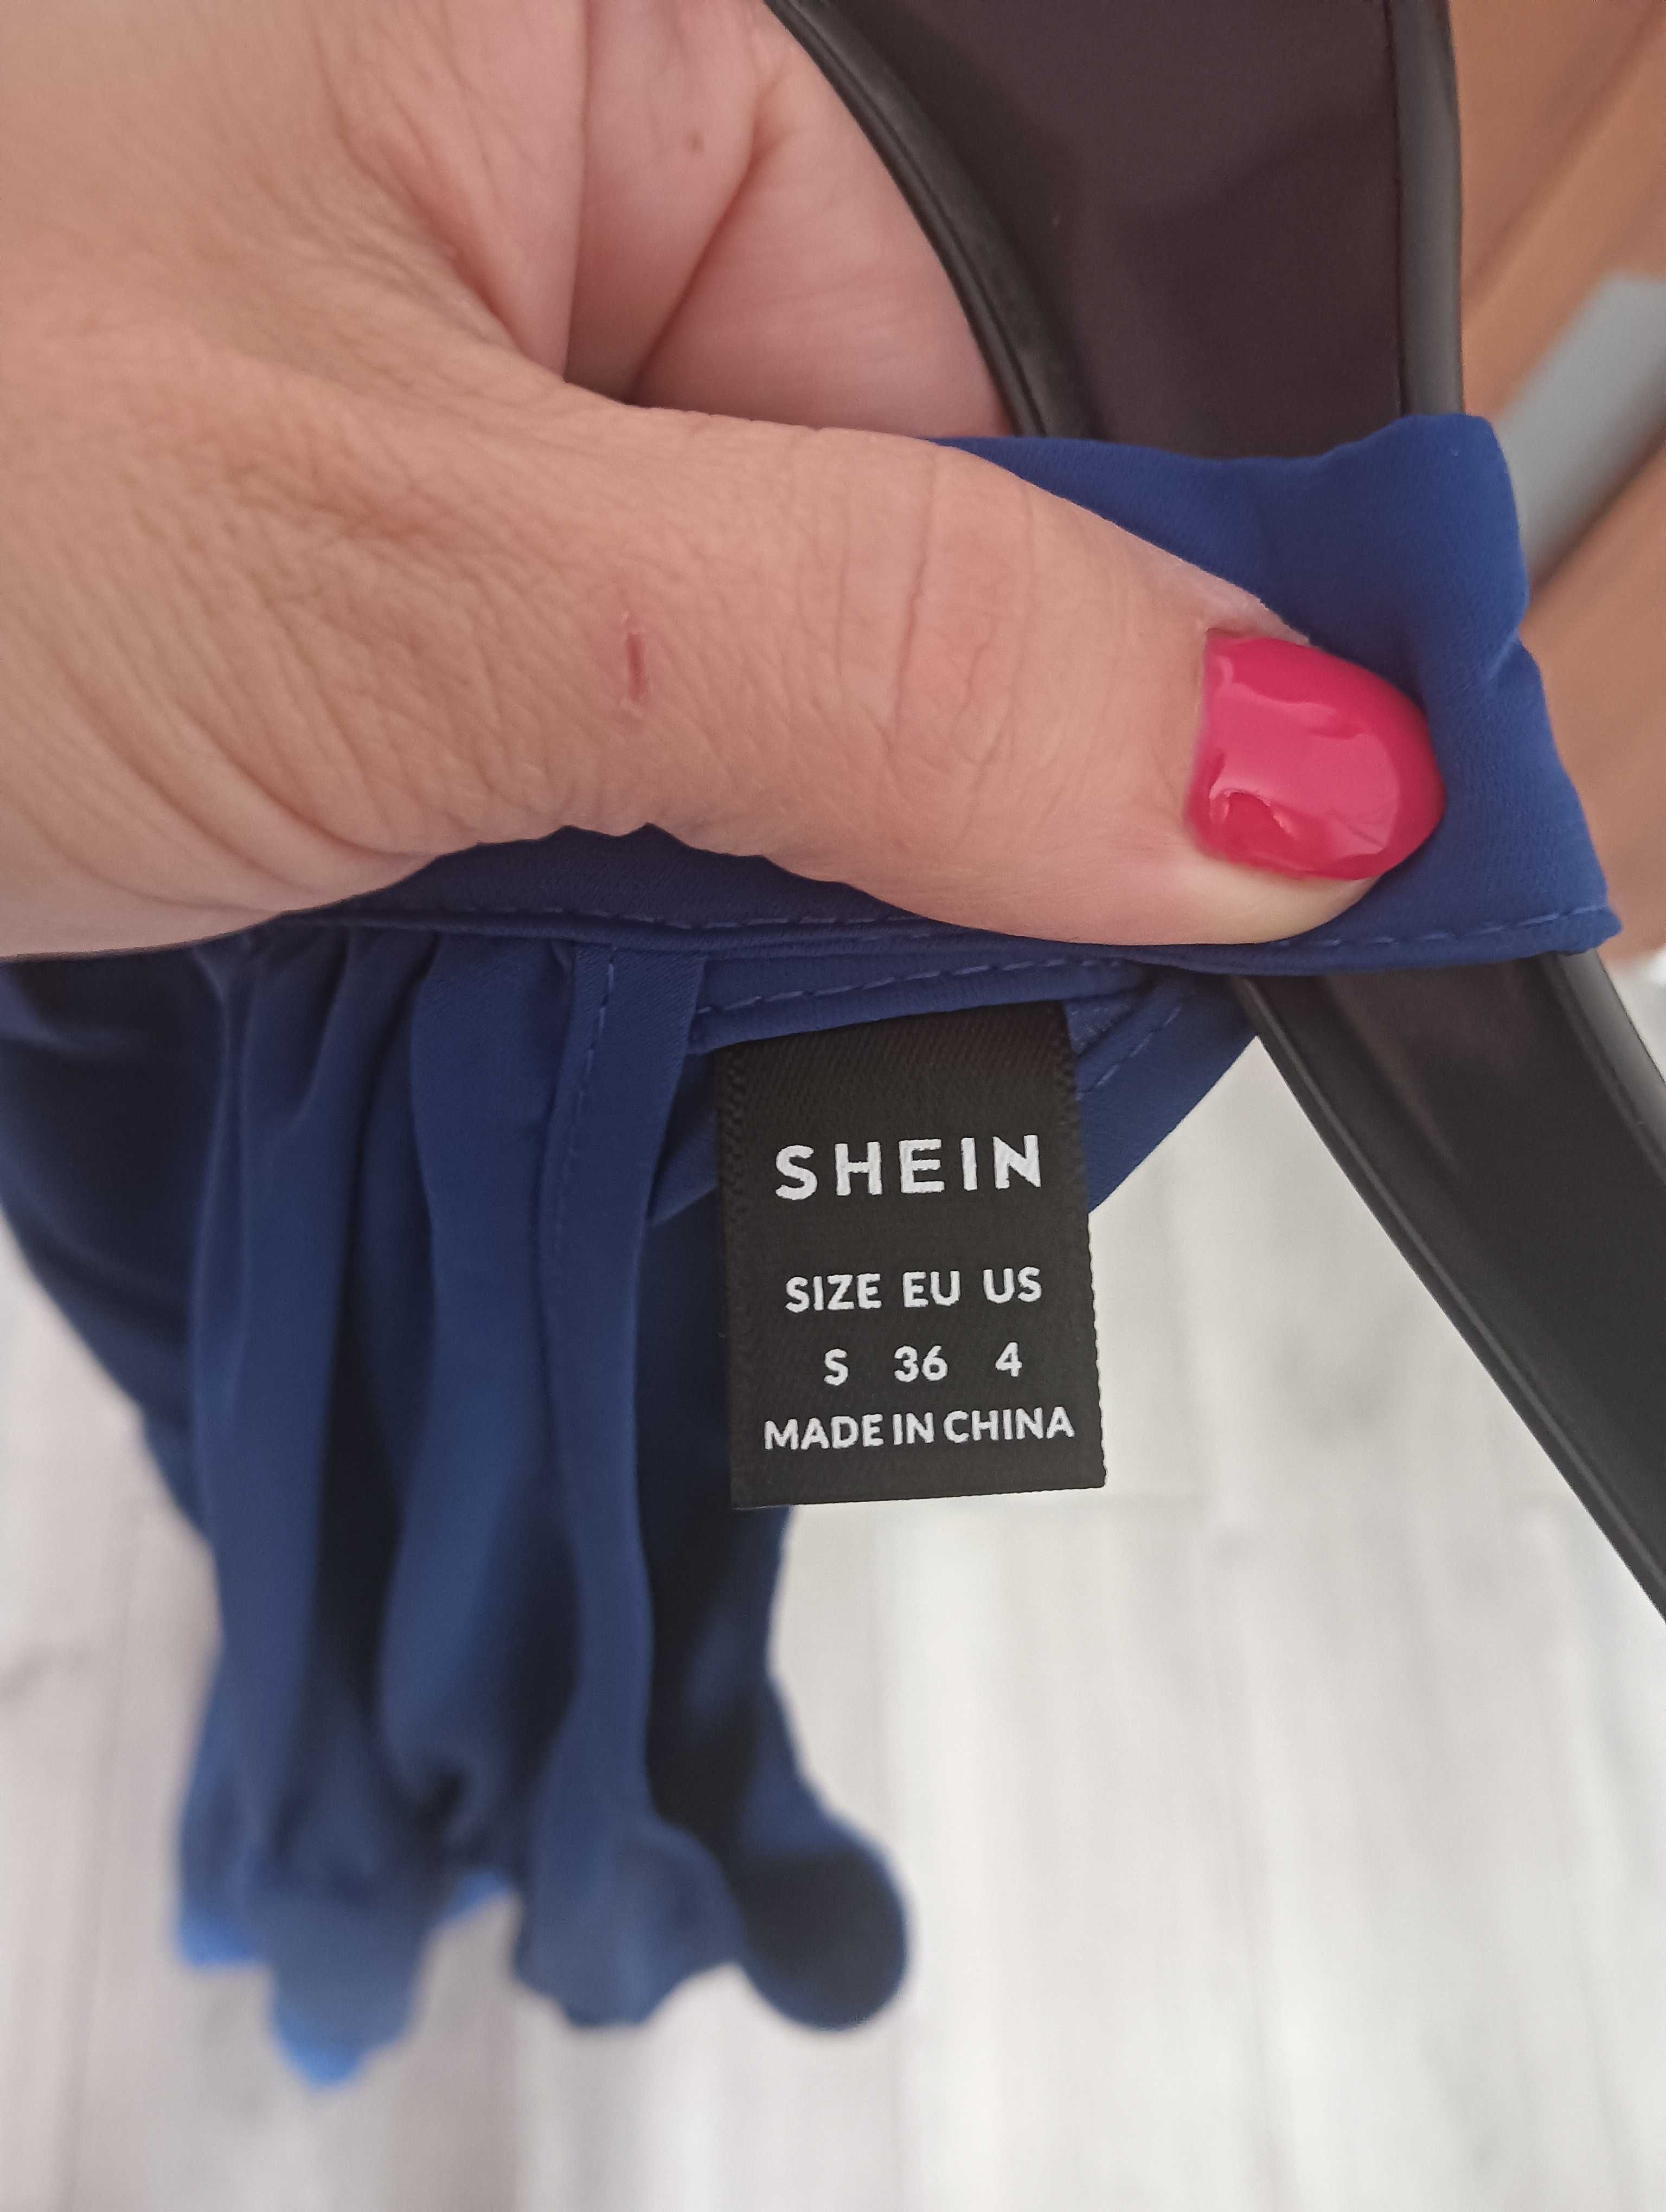 SHEIN
SIZE EU US
S 36 4
MADE IN CHINA